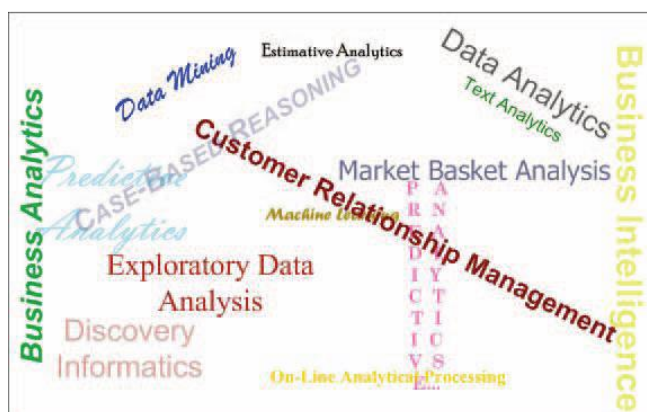 Estimative Analytics
Data Mining
Data Analytics
Text Analytics
Business Intelligence
Business Analytics
CASE-BASED REASONING
Customer Relationship Management
Market Basket Analysis
Predictive
Analytics
Machine Learning
PREDICTIVE...
ANALYTICS
Exploratory Data
Analysis
Discovery
Informatics
On-Line Analytical Processing